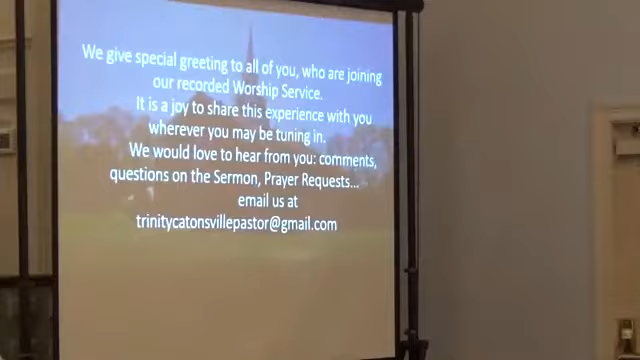 We give special greeting to all of you, who are joining
our recorded Worship Service.
It is a joy to share this experience with you
wherever you may be tuning in.
We would love to hear from you: comments,
questions on the Sermon, Prayer Requests...
email us at
trinitycatonsvillepastor@gmail.com